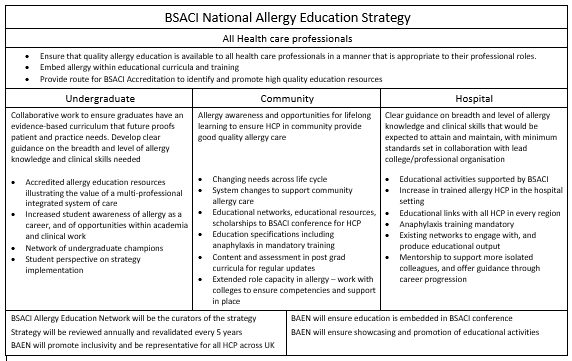 BSACI National Allergy Education Strategy
All Health care professionals
• Ensure that quality allergy education is available to all health care professionals in a manner that is appropriate to their professional roles.
• Embed allergy within educational curricula and training
• Provide route for BSACI Accreditation to identify and promote high quality education resources
Undergraduate
Collaborative work to ensure graduates have an
evidence-based curriculum that future proofs
patient and practice needs. Develop clear
guidance on the breadth and level of allergy
knowledge and clinical skills needed
• Accredited allergy education resources
illustrating the value of a multi-professional
integrated system of care
• Increased student awareness of allergy as a
career, and of opportunities within academia
and clinical work
• Network of undergraduate champions
• Student perspective on strategy
implementation
Community
Allergy awareness and opportunities for lifelong
learning to ensure HCP in community provide
good quality allergy care
• Changing needs across life cycle
• System changes to support community
allergy care
• Educational networks, educational resources,
scholarships to BSACI conference for HCP
• Education specifications including
anaphylaxis in mandatory training
• Content and assessment in post grad
curricula for regular updates
• Extended role capacity in allergy – work with
colleges to ensure competencies and support
in place
Hospital
Clear guidance on breadth and level of allergy
knowledge and clinical skills that would be
expected to attain and maintain, with minimum
standards set in collaboration with lead
college/professional organisation
• Educational activities supported by BSACI
• Increase in trained allergy HCP in the hospital
setting
• Educational links with all HCP in every region
• Anaphylaxis training mandatory
• Existing networks to engage with, and
produce educational output
• Mentorship to support more isolated
colleagues, and offer guidance through
career progression
BSACI Allergy Education Network will be the curators of the strategy
Strategy will be reviewed annually and revalidated every 5 years
BAEN will promote inclusivity and be representative for all HCP across UK
BAEN will ensure education is embedded in BSACI conference
BAEN will ensure showcasing and promotion of educational activities